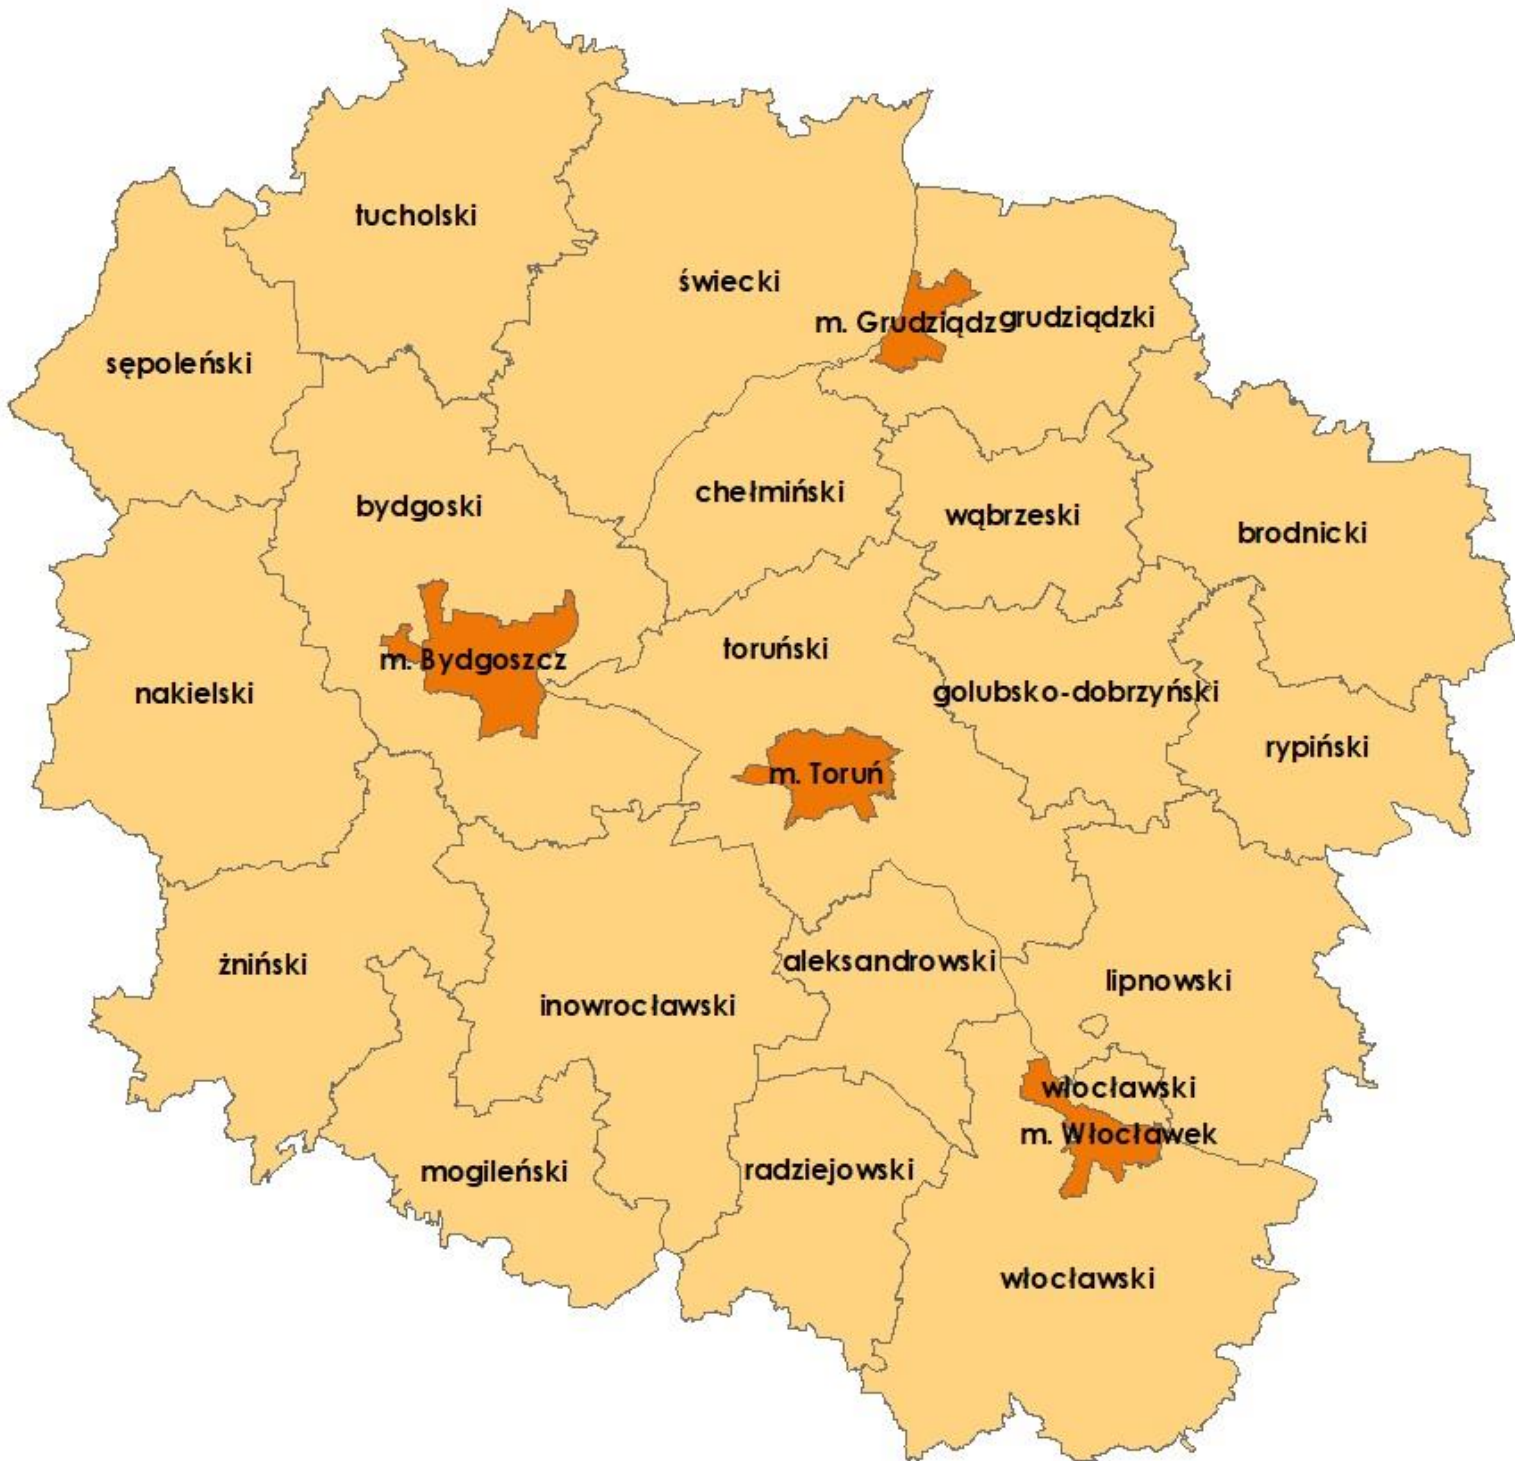 tucholski
świecki
m. Grudziądz
grudziądzki
sępoleński
bydgoski
chełmiński
wąbrzeski
brodnicki
m. Bydgoszcz
toruński
nakielski
golubsko-dobrzyński
rypiński
m. Toruń
żniński
aleksandrowski
inowrocławski
lipnowski
włocławski
m. Włocławek
mogileński
radziejowski
włocławski